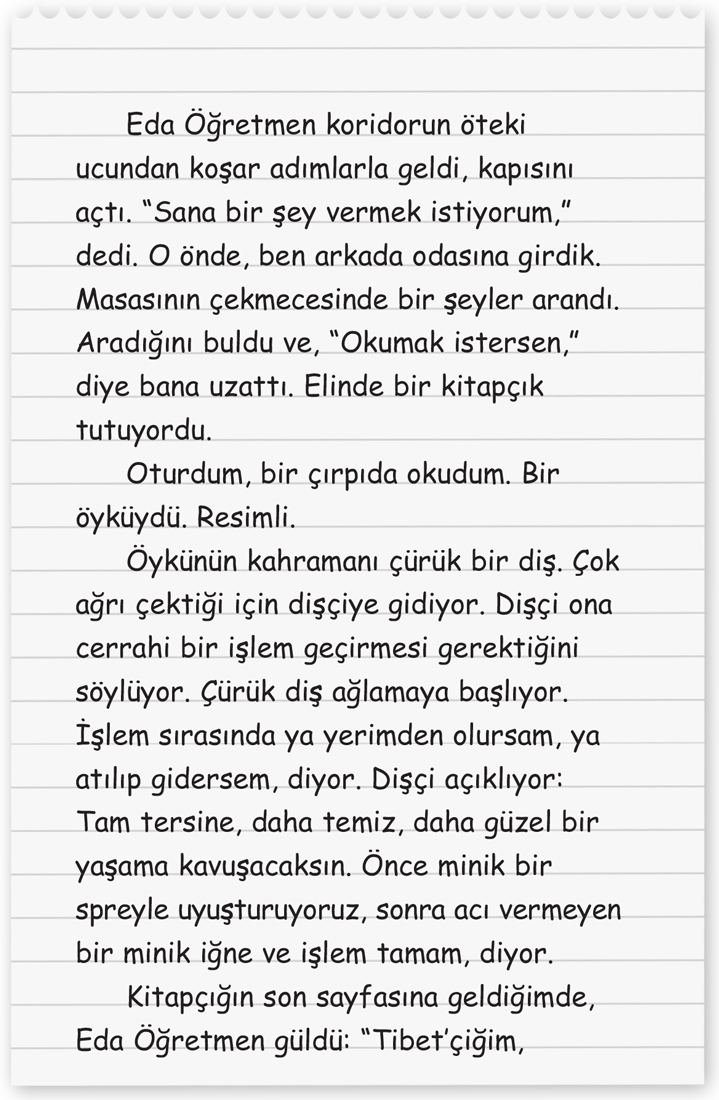 Eda Öğretmen koridorun öteki
ucundan koşar adımlarla geldi, kapısını
açtı. “Sana bir şey vermek istiyorum,”
dedi. O önde, ben arkada odasına girdik.
Masasının çekmecesinde bir şeyler arandı.
Aradığını buldu ve, “Okumak istersen,”
diye bana uzattı. Elinde bir kitapçık
tutuyordu.
Oturdum, bir çırpıda okudum. Bir
öyküydü. Resimli.
Öykünün kahramanı çürük bir diş. Çok
ağrı çektiği için dişçiye gidiyor. Dişçi ona
cerrahi bir işlem geçirmesi gerektiğini
söylüyor. Çürük diş ağlamaya başlıyor.
İşlem sırasında ya yerimden olursam, ya
atılıp gidersem, diyor. Dişçi açıklıyor:
Tam tersine, daha temiz, daha güzel bir
yaşama kavuşacaksın. Önce minik bir
spreyle uyuşturuyoruz, sonra acı vermeyen
bir minik iğne ve işlem tamam, diyor.
Kitapçığın son sayfasına geldiğimde,
Eda Öğretmen güldü: “Tibet’çiğim,